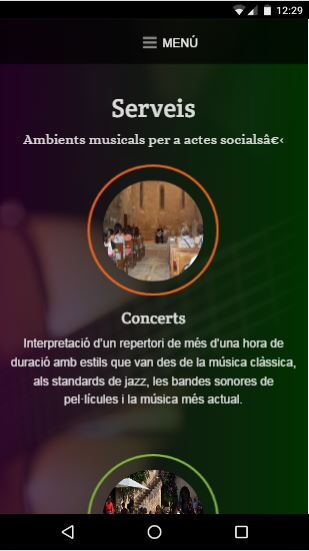 12:29
MENÚ
Serveis
Ambients musicals per a actes socialsâ€‹
Concerts
Interpretació d'un repertori de més d'una hora de
duració amb estils que van des de la música clàssica,
als standards de jazz, les bandes sonores de
pel·lícules i la música més actual.